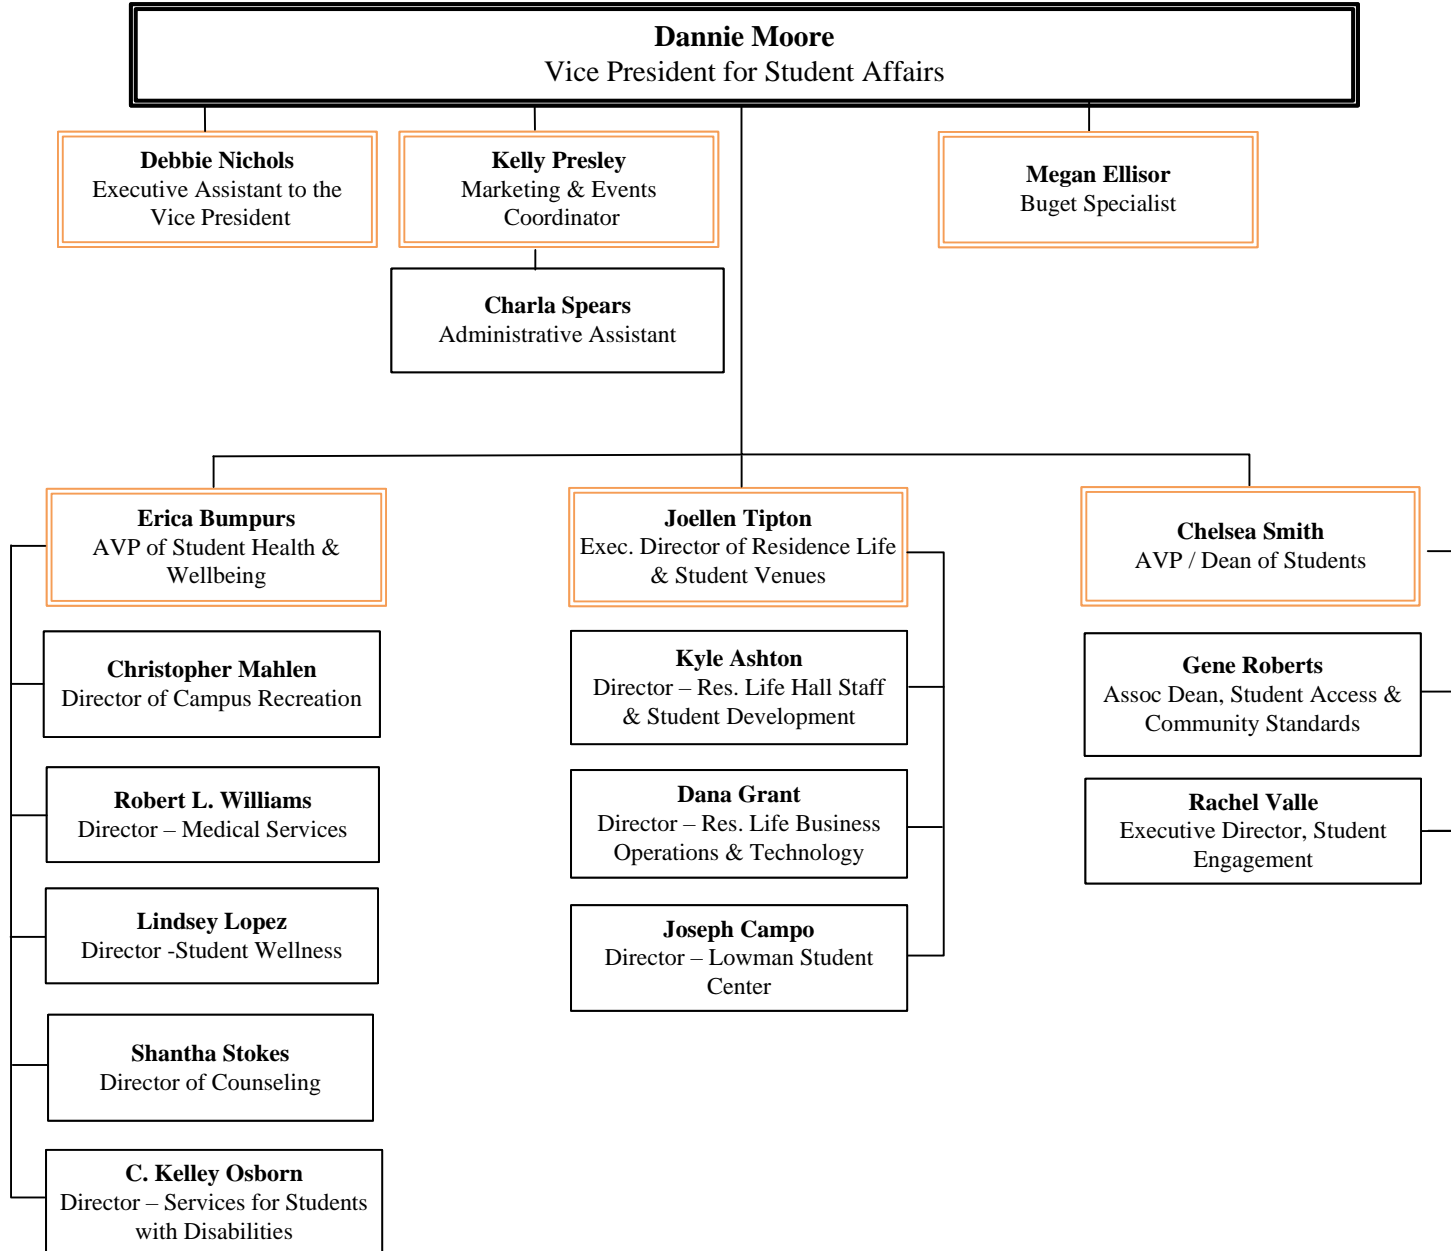 Dannie Moore
Vice President for Student Affairs
Debbie Nichols
Executive Assistant to the
Vice President
Kelly Presley
Marketing & Events
Coordinator
Megan Ellisor
Buget Specialist
Charla Spears
Administrative Assistant
Erica Bumpurs
AVP of Student Health &
Wellbeing
Christopher Mahlen
Director of Campus Recreation
Robert L. Williams
Director – Medical Services
Lindsey Lopez
Director -Student Wellness
Shantha Stokes
Director of Counseling
C. Kelley Osborn
Director – Services for Students
with Disabilities
Joellen Tipton
Exec. Director of Residence Life
& Student Venues
Kyle Ashton
Director – Res. Life Hall Staff
& Student Development
Dana Grant
Director – Res. Life Business
Operations & Technology
Joseph Campo
Director – Lowman Student
Center
Chelsea Smith
AVP / Dean of Students
Gene Roberts
Assoc Dean, Student Access &
Community Standards
Rachel Valle
Executive Director, Student
Engagement